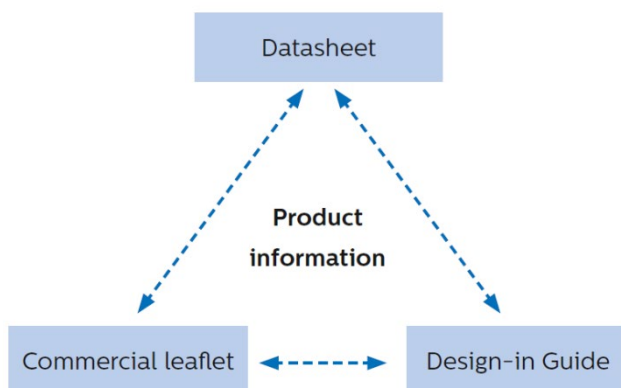 Datasheet
Product
information
Commercial leaflet
Design-in Guide